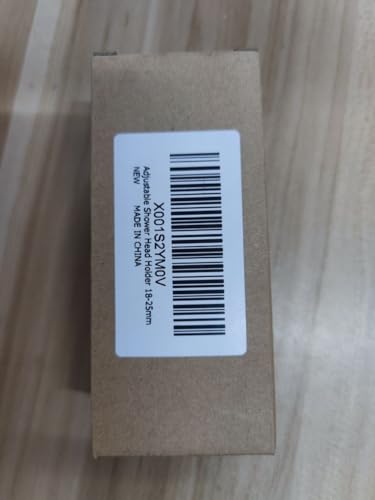 X001S2YM0V
Adjustable Shower Head Holder 18-25mm
NEW MADE IN CHINA